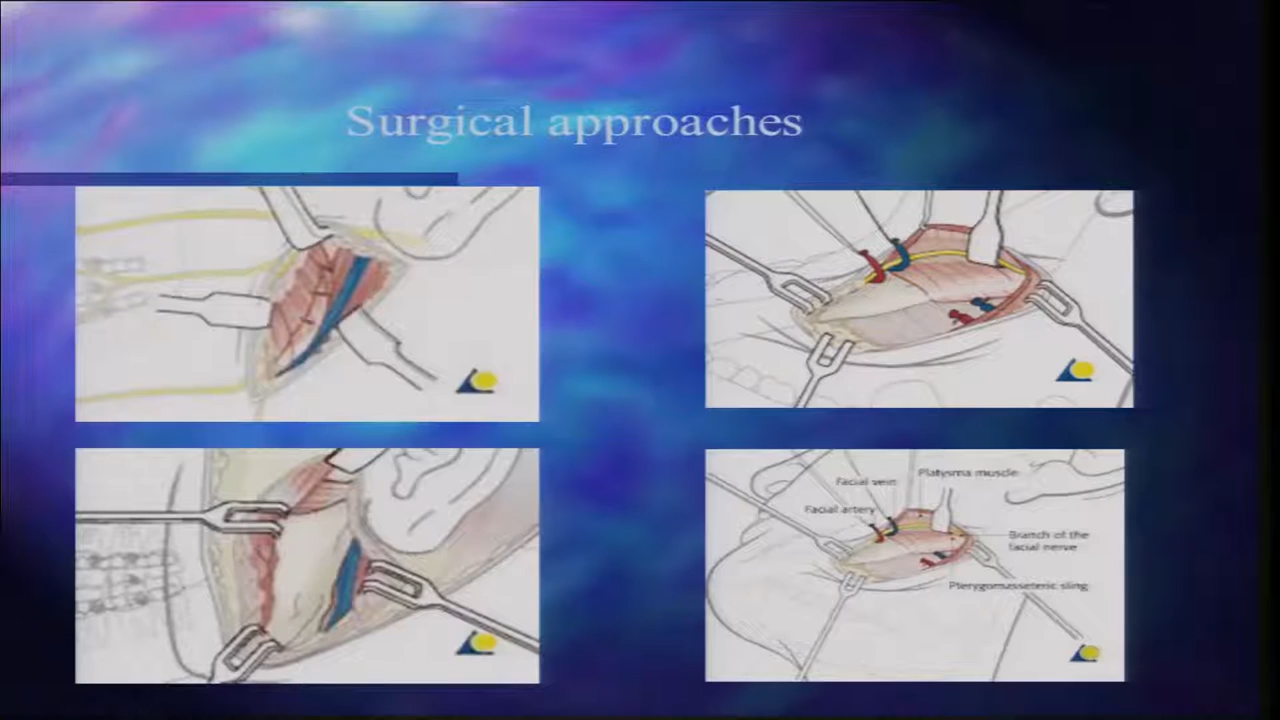 Surgical approaches
Platysma muscle
Facial vein
Facial artery
Branch of the
facial nerve
Pterygomasseteric sling